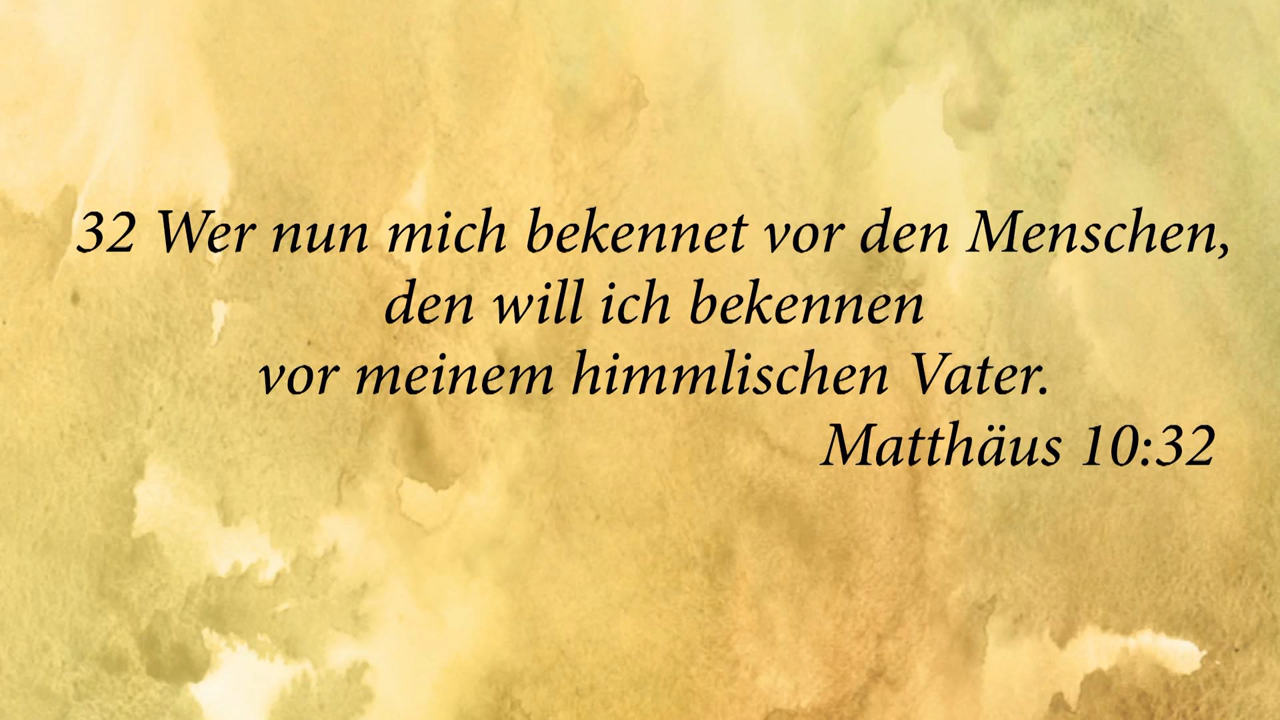 32 Wer nun mich bekennet vor den Menschen,
den will ich bekennen
vor meinem himmlischen Vater.
Matthäus 10:32